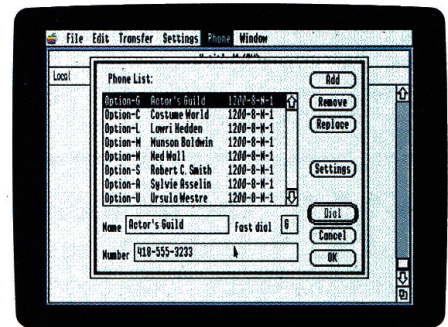 File Edit Transfer Settings Phone Window
Local
Phone List:
Option-G Actor's Guild 1200-8-N-1
Option-C Costume World 1200-8-N-1
Option-L Lowri Hedden 1200-8-N-1
Option-M Munson Baldwin 1200-8-N-1
Option-N Ned Wall 1200-8-N-1
Option-S Robert C. Smith 1200-8-N-1
Option-A Sylvie Asselin 1200-8-N-1
Option-U Ursula Westre 1200-8-N-1
Add
Remove
Replace
Settings
Dial
Cancel
OK
Name Actor's Guild Fast dial G
Number 418-555-3233